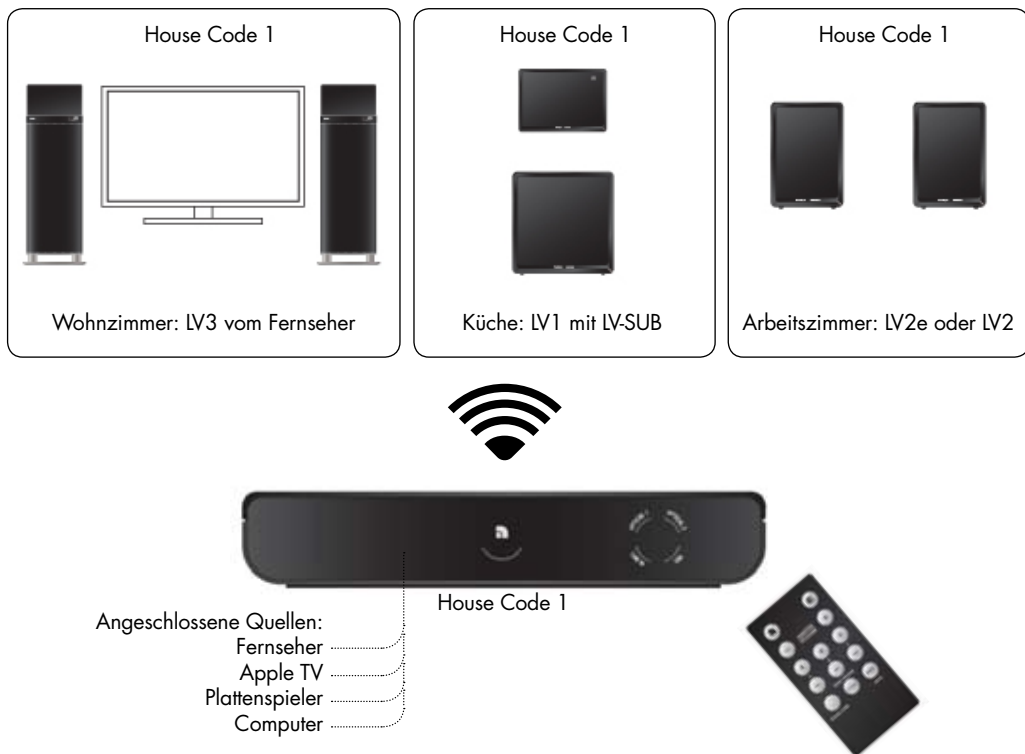 House Code 1
House Code 1
House Code 1
Wohnzimmer: LV3 vom Fernseher
Küche: LV1 mit LV-SUB
Arbeitszimmer: LV2e oder LV2
House Code 1
Angeschlossene Quellen:
Fernseher
Apple TV
Plattenspieler
Computer